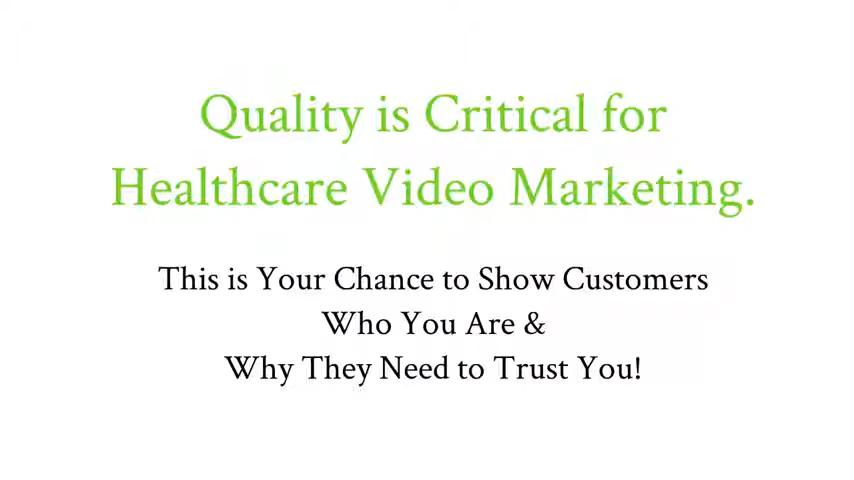 Quality is Critical for
Healthcare Video Marketing.
This is Your Chance to Show Customers
Who You Are &
Why They Need to Trust You!